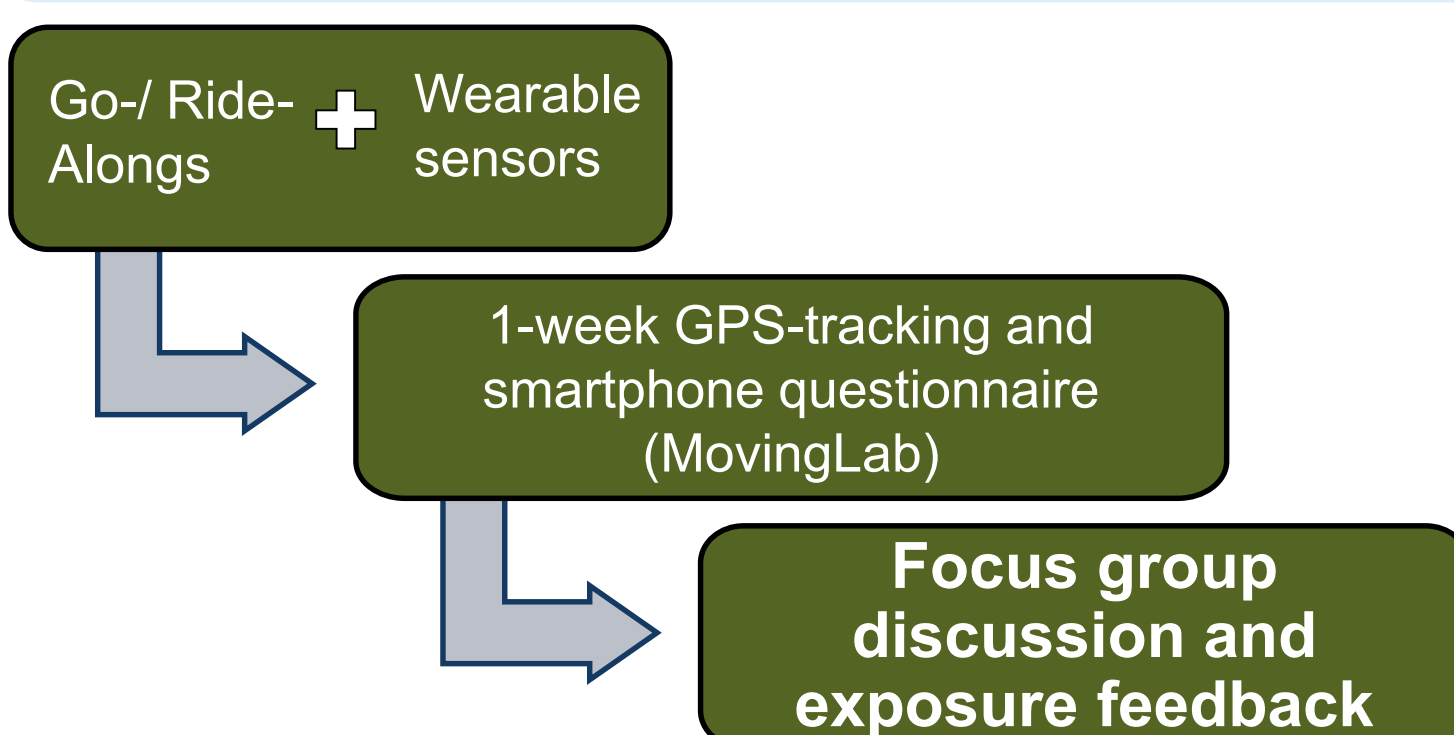 Go-/ Ride-
Alongs
Wearable
sensors
1-week GPS-tracking and
smartphone questionnaire
(MovingLab)
Focus group
discussion and
exposure feedback